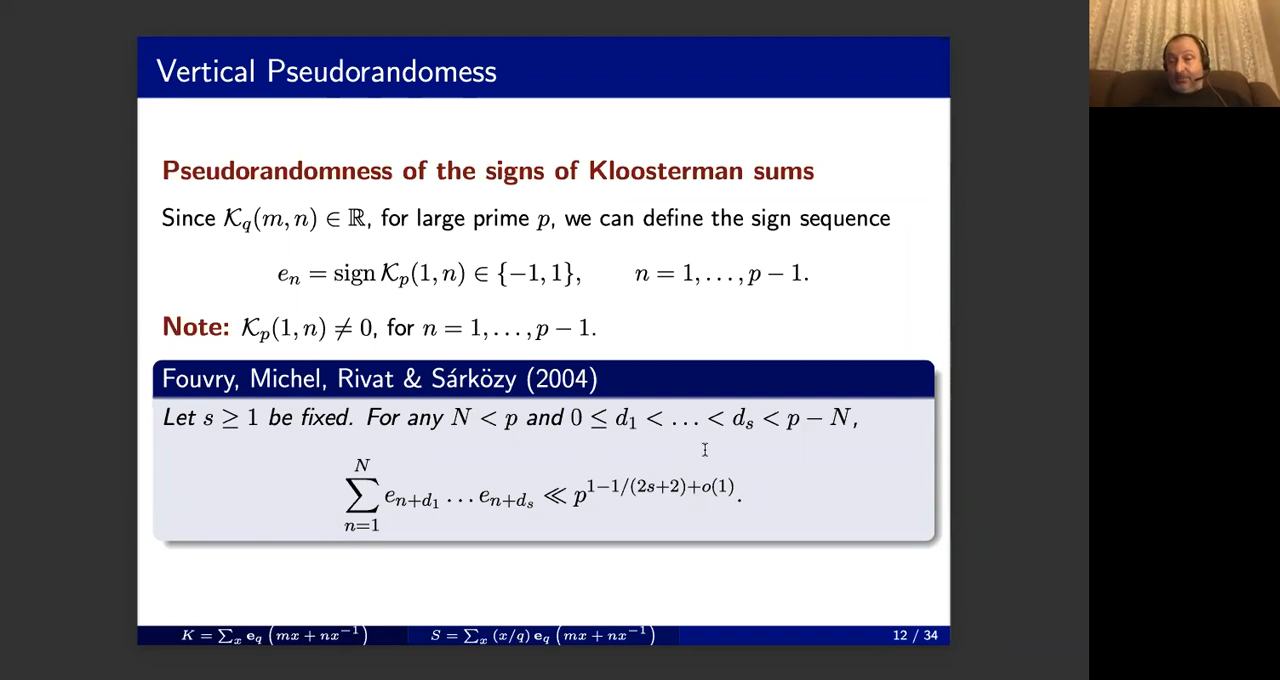 Vertical Pseudorandomess
Pseudorandomness of the signs of Kloosterman sums
Since 𝒦_q(m, n) ∈ ℝ, for large prime p, we can define the sign sequence
e_n = sign 𝒦_p(1, n) ∈ {−1, 1},  n = 1, . . . , p − 1.
Note: 𝒦_p(1, n) ≠ 0, for n = 1, . . . , p − 1.
Fouvry, Michel, Rivat & Sárközy (2004)
Let s ≥ 1 be fixed. For any N < p and 0 ≤ d_1 < . . . < d_s < p − N,
∑_{n=1}^{N} e_{n+d_1} . . . e_{n+d_s} ≪ p^{1−1/(2s+2)+o(1)}.
K = ∑_x e_q (mx + nx^{−1})  S = ∑_x (x/q) e_q (mx + nx^{−1})  12 / 34